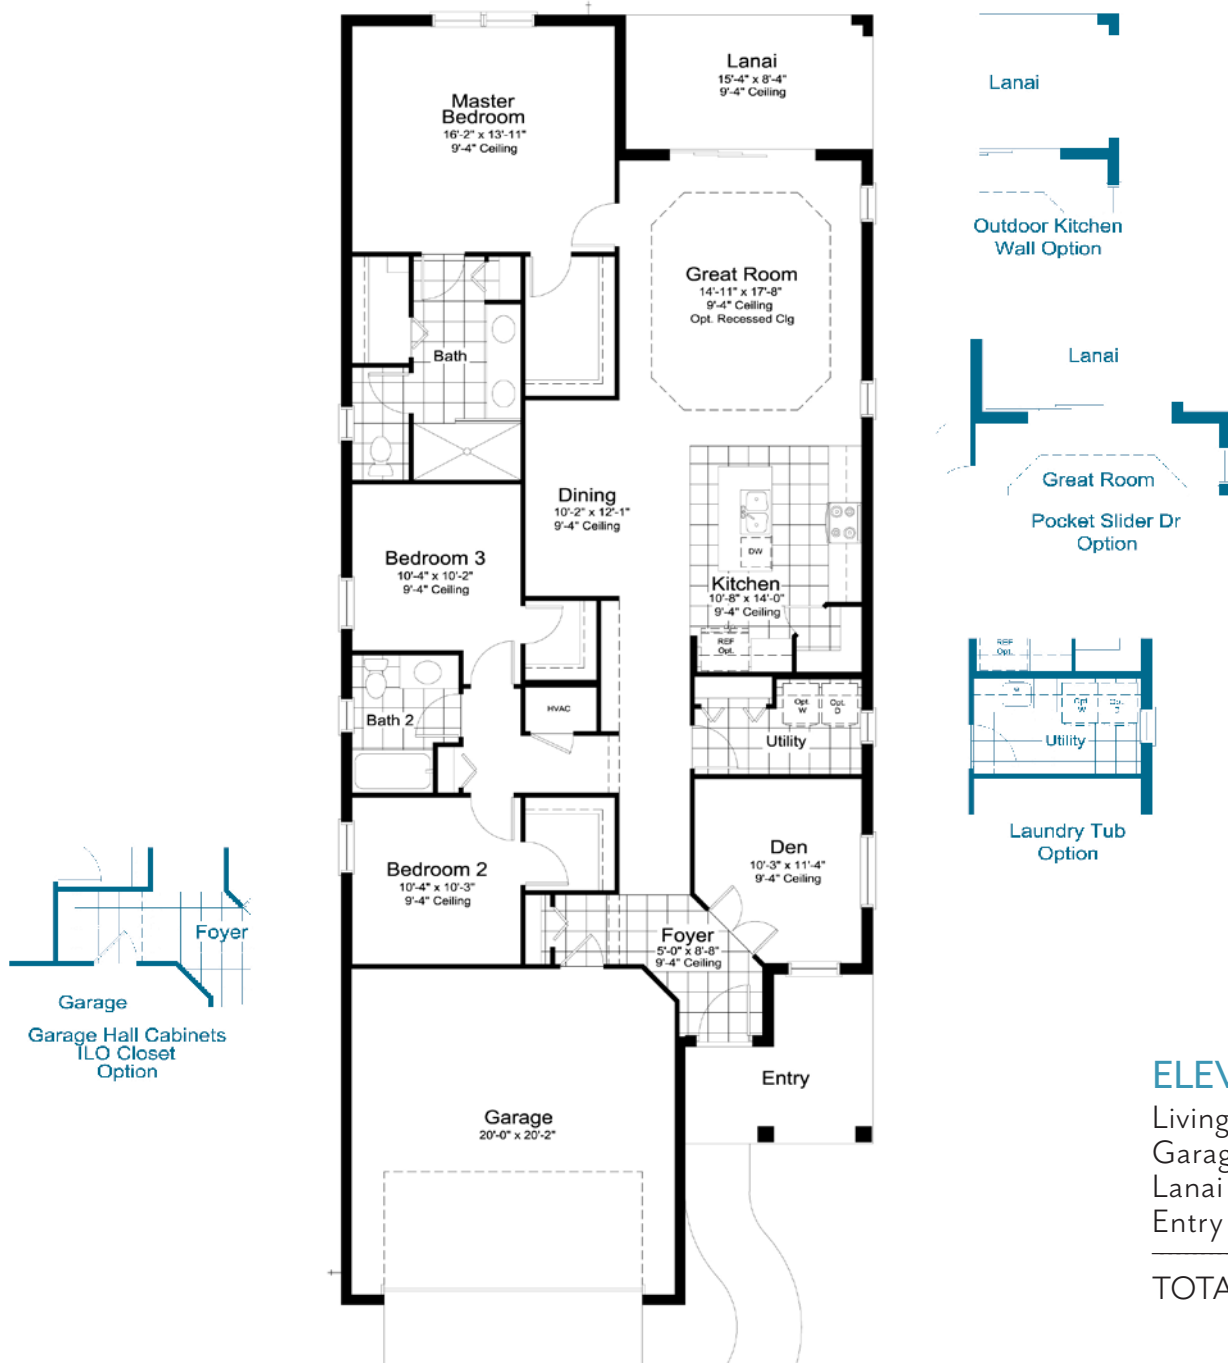 Lanai
15'-4" x 8'-4"
9'-4" Ceiling
Master
Bedroom
16'-2" x 13'-11"
9'-4" Ceiling
Great Room
14'-11" x 17'-8"
9'-4" Ceiling
Opt. Recessed Clg
Bath
Dining
10'-2" x 12'-1"
9'-4" Ceiling
DW
Kitchen
10'-8" x 14'-0"
9'-4" Ceiling
REF
Opt.
Bedroom 3
10'-4" x 10'-2"
9'-4" Ceiling
Bath 2
HVAC
Opt.
W
Opt.
D
Utility
Bedroom 2
10'-4" x 10'-3"
9'-4" Ceiling
Den
10'-3" x 11'-4"
9'-4" Ceiling
Foyer
5'-0" x 8'-8"
9'-4" Ceiling
Entry
Garage
20'-0" x 20'-2"
Lanai
Outdoor Kitchen
Wall Option
Lanai
Great Room
Pocket Slider Dr
Option
REF
Opt.
Opt.
W
Opt.
D
Utility
Laundry Tub
Option
Foyer
Garage
Garage Hall Cabinets
ILO Closet
Option
ELEV
Living
Garag
Lanai
Entry
TOTA